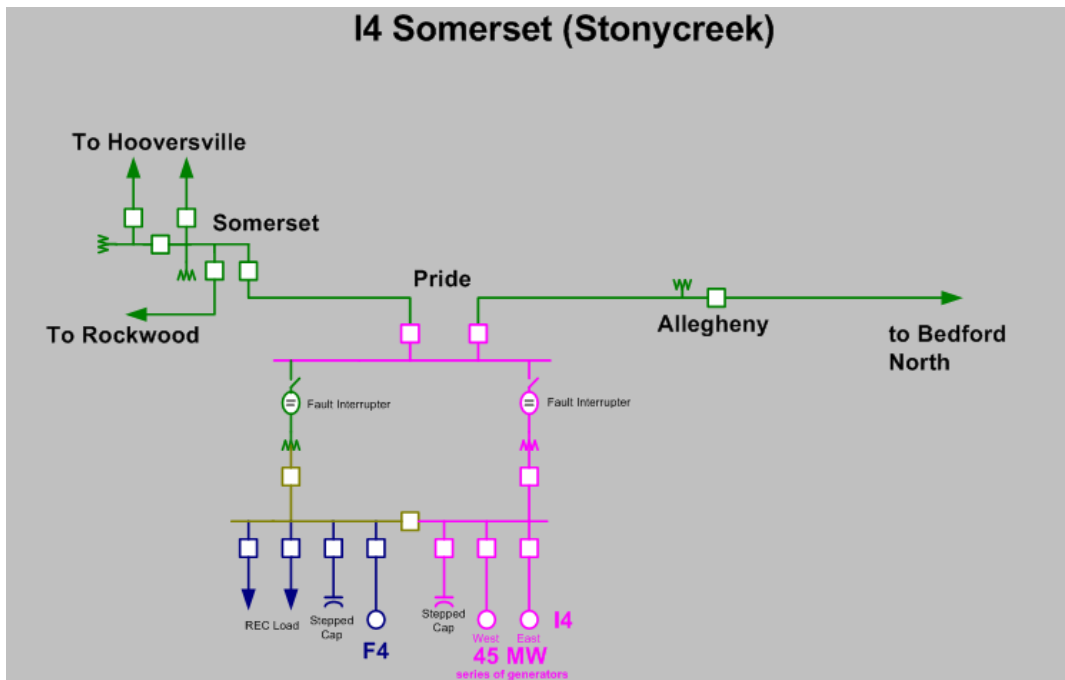 I4 Somerset (Stonycreek)
To Hooversville
Somerset
Pride
To Rockwood
Allegheny
to Bedford
North
Fault Interrupter
Fault Interrupter
REC Load
Stepped
Cap
F4
Stepped
Cap
West
East
I4
45 MW
series of generators